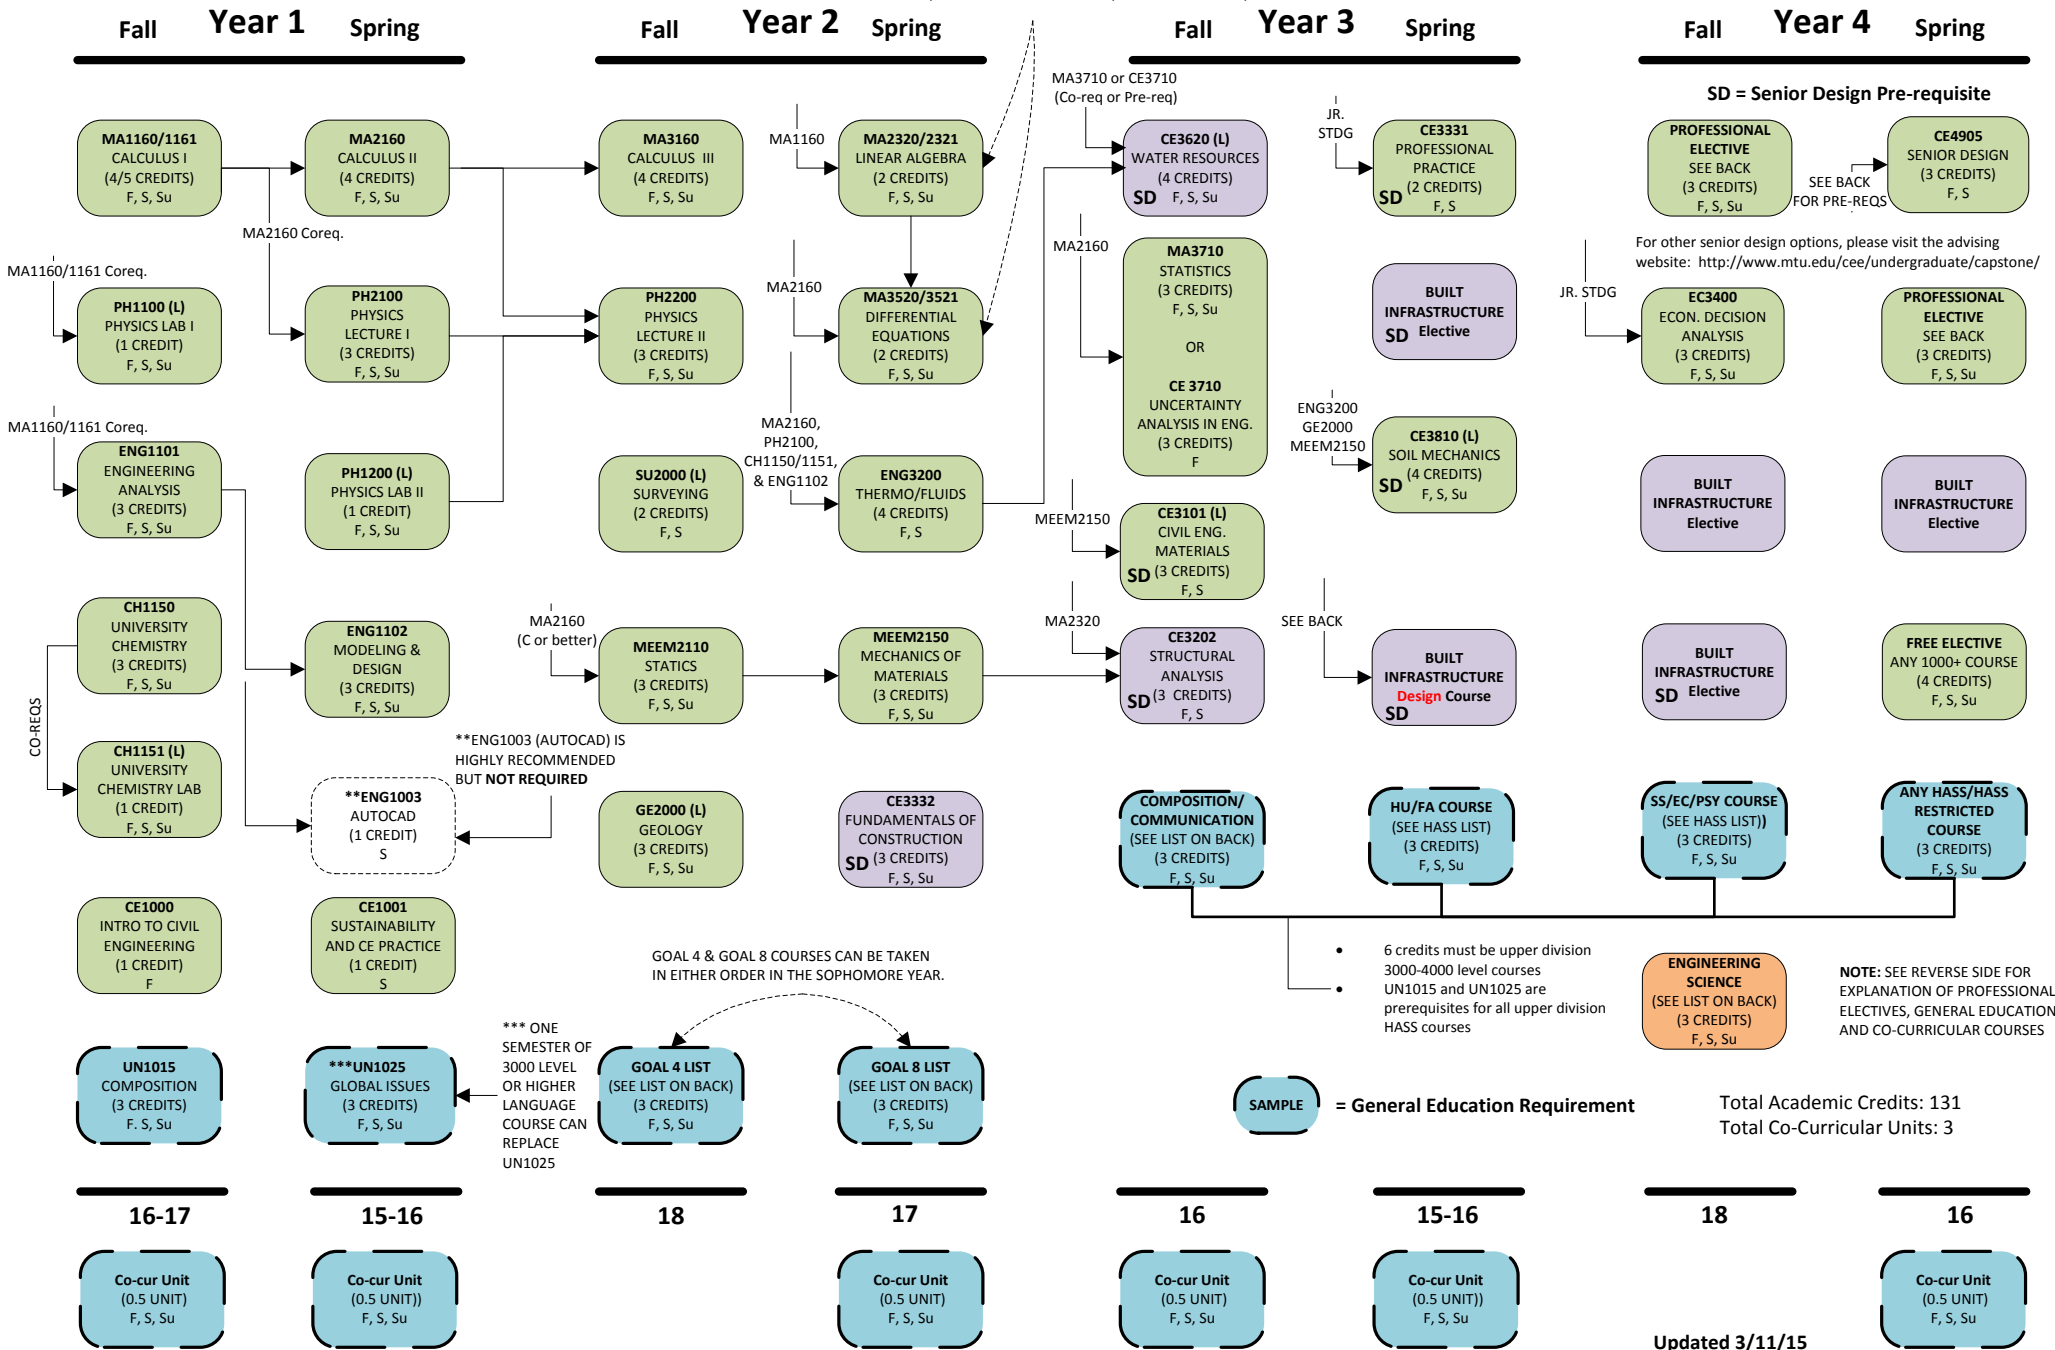 Year 1
Fall
Spring
Year 2
Fall
Spring
Year 3
Fall
Spring
Year 4
Fall
Spring
MA1160/1161
CALCULUS I
(4/5 CREDITS)
F, S, Su
MA1160/1161 Coreq.
PH1100 (L)
PHYSICS LAB I
(1 CREDIT)
F, S, Su
MA1160/1161 Coreq.
ENG1101
ENGINEERING
ANALYSIS
(3 CREDITS)
F, S, Su
CH1150
UNIVERSITY
CHEMISTRY
(3 CREDITS)
F, S, Su
CO-REQS
CH1151 (L)
UNIVERSITY
CHEMISTRY LAB
(1 CREDIT)
F, S, Su
CE1000
INTRO TO CIVIL
ENGINEERING
(1 CREDIT)
F
UN1015
COMPOSITION
(3 CREDITS)
F. S, Su
16-17
Co-cur Unit
(0.5 UNIT)
F, S, Su
MA2160
CALCULUS II
(4 CREDITS)
F, S, Su
MA2160 Coreq.
PH2100
PHYSICS
LECTURE I
(3 CREDITS)
F, S, Su
PH1200 (L)
PHYSICS LAB II
(1 CREDIT)
F, S, Su
ENG1102
MODELING &
DESIGN
(3 CREDITS)
F, S, Su
**ENG1003
AUTOCAD
(1 CREDIT)
S
**ENG1003 (AUTOCAD) IS
HIGHLY RECOMMENDED
BUT NOT REQUIRED
CE1001
SUSTAINABILITY
AND CE PRACTICE
(1 CREDIT)
S
***UN1025
GLOBAL ISSUES
(3 CREDITS)
F, S, Su
*** ONE
SEMESTER OF
3000 LEVEL
OR HIGHER
LANGUAGE
COURSE CAN
REPLACE
UN1025
15-16
Co-cur Unit
(0.5 UNIT))
F, S, Su
MA3160
CALCULUS III
(4 CREDITS)
F, S, Su
PH2200
PHYSICS
LECTURE II
(3 CREDITS)
F, S, Su
SU2000 (L)
SURVEYING
(2 CREDITS)
F, S
MA2160
(C or better)
MEEM2110
STATICS
(3 CREDITS)
F, S, Su
GE2000 (L)
GEOLOGY
(3 CREDITS)
F, S, Su
GOAL 4 & GOAL 8 COURSES CAN BE TAKEN
IN EITHER ORDER IN THE SOPHOMORE YEAR.
GOAL 4 LIST
(SEE LIST ON BACK)
(3 CREDITS)
F, S, Su
18
MA1160
MA2320/2321
LINEAR ALGEBRA
(2 CREDITS)
F, S, Su
MA2160
MA3520/3521
DIFFERENTIAL
EQUATIONS
(2 CREDITS)
F, S, Su
MA2160,
PH2100,
CH1150/1151,
& ENG1102
ENG3200
THERMO/FLUIDS
(4 CREDITS)
F, S
MEEM2150
MECHANICS OF
MATERIALS
(3 CREDITS)
F, S, Su
CE3332
FUNDAMENTALS OF
CONSTRUCTION
SD (3 CREDITS)
F, S, Su
GOAL 8 LIST
(SEE LIST ON BACK)
(3 CREDITS)
F, S, Su
17
Co-cur Unit
(0.5 UNIT)
F, S, Su
MA3710 or CE3710
(Co-req or Pre-req)
CE3620 (L)
WATER RESOURCES
(4 CREDITS)
SD F, S, Su
MA2160
MA3710
STATISTICS
(3 CREDITS)
F, S, Su
OR
CE 3710
UNCERTAINTY
ANALYSIS IN ENG.
(3 CREDITS)
F
MEEM2150
CE3101 (L)
CIVIL ENG.
MATERIALS
SD (3 CREDITS)
F, S
MA2320
CE3202
STRUCTURAL
ANALYSIS
SD (3 CREDITS)
F, S
COMPOSITION/
COMMUNICATION
(SEE LIST ON BACK)
(3 CREDITS)
F, S, Su
16
Co-cur Unit
(0.5 UNIT)
F, S, Su
JR.
STDG
CE3331
PROFESSIONAL
PRACTICE
SD (2 CREDITS)
F, S
BUILT
INFRASTRUCTURE
SD Elective
ENG3200
GE2000
MEEM2150
CE3810 (L)
SOIL MECHANICS
(4 CREDITS)
SD F, S, Su
SEE BACK
BUILT
INFRASTRUCTURE
Design Course
SD
HU/FA COURSE
(SEE HASS LIST)
(3 CREDITS)
F, S, Su
• 6 credits must be upper division
3000-4000 level courses
• UN1015 and UN1025 are
prerequisites for all upper division
HASS courses
15-16
Co-cur Unit
(0.5 UNIT))
F, S, Su
SD = Senior Design Pre-requisite
PROFESSIONAL
ELECTIVE
SEE BACK
(3 CREDITS)
F, S, Su
SEE BACK
FOR PRE-REQS
CE4905
SENIOR DESIGN
(3 CREDITS)
F, S
For other senior design options, please visit the advising
website: http://www.mtu.edu/cee/undergraduate/capstone/
JR. STDG
EC3400
ECON. DECISION
ANALYSIS
(3 CREDITS)
F, S, Su
PROFESSIONAL
ELECTIVE
SEE BACK
(3 CREDITS)
F, S, Su
BUILT
INFRASTRUCTURE
Elective
BUILT
INFRASTRUCTURE
Elective
BUILT
INFRASTRUCTURE
SD Elective
FREE ELECTIVE
ANY 1000+ COURSE
(4 CREDITS)
F, S, Su
SS/EC/PSY COURSE
(SEE HASS LIST))
(3 CREDITS)
F, S, Su
ANY HASS/HASS
RESTRICTED
COURSE
(3 CREDITS)
F, S, Su
ENGINEERING
SCIENCE
(SEE LIST ON BACK)
(3 CREDITS)
F, S, Su
NOTE: SEE REVERSE SIDE FOR
EXPLANATION OF PROFESSIONAL
ELECTIVES, GENERAL EDUCATION
AND CO-CURRICULAR COURSES
SAMPLE
= General Education Requirement
Total Academic Credits: 131
Total Co-Curricular Units: 3
18
16
Co-cur Unit
(0.5 UNIT)
F, S, Su
Updated 3/11/15